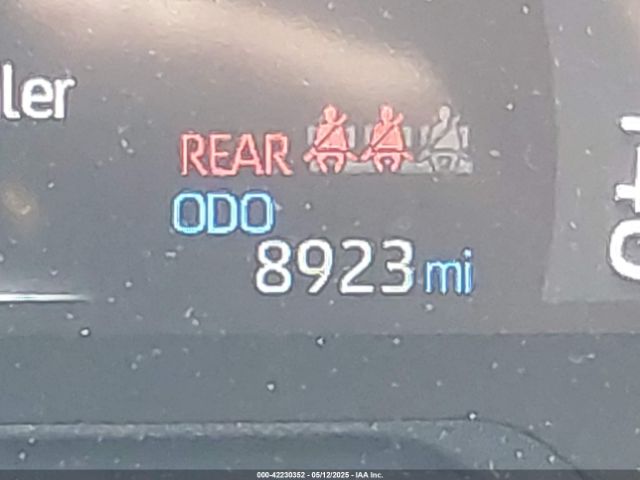 ler
REAR
ODO
8923 mi
000-42230352 - 05/12/2025 - IAA Inc.